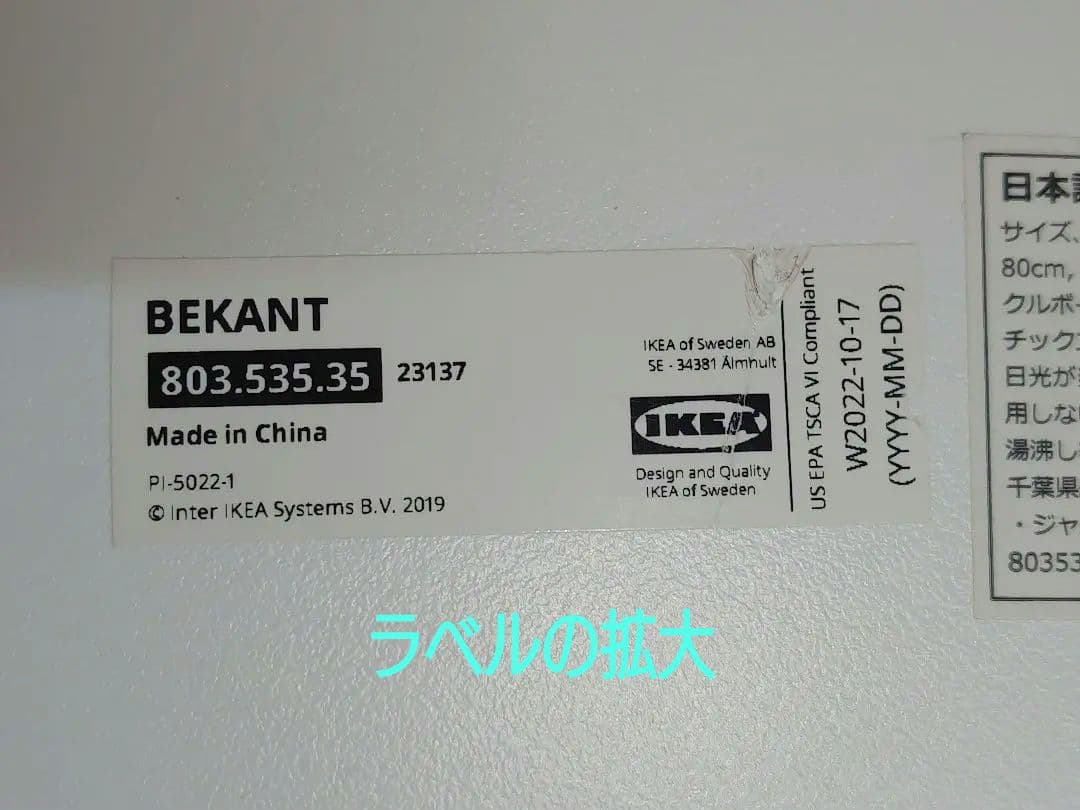 BEKANT
803.535.35 23137
Made in China
PI-5022-1
© Inter IKEA Systems B.V. 2019
IKEA of Sweden AB
SE - 34381 Älmhult
IKEA
Design and Quality
IKEA of Sweden
US EPA TSCA VI Compliant
W2022-10-17
(YYYY-MM-DD)
日本
サイズ、
80cm,
クルボー
チック
日光が
用しな
湯沸し
千葉県
・ジャ
80353
ラベルの拡大